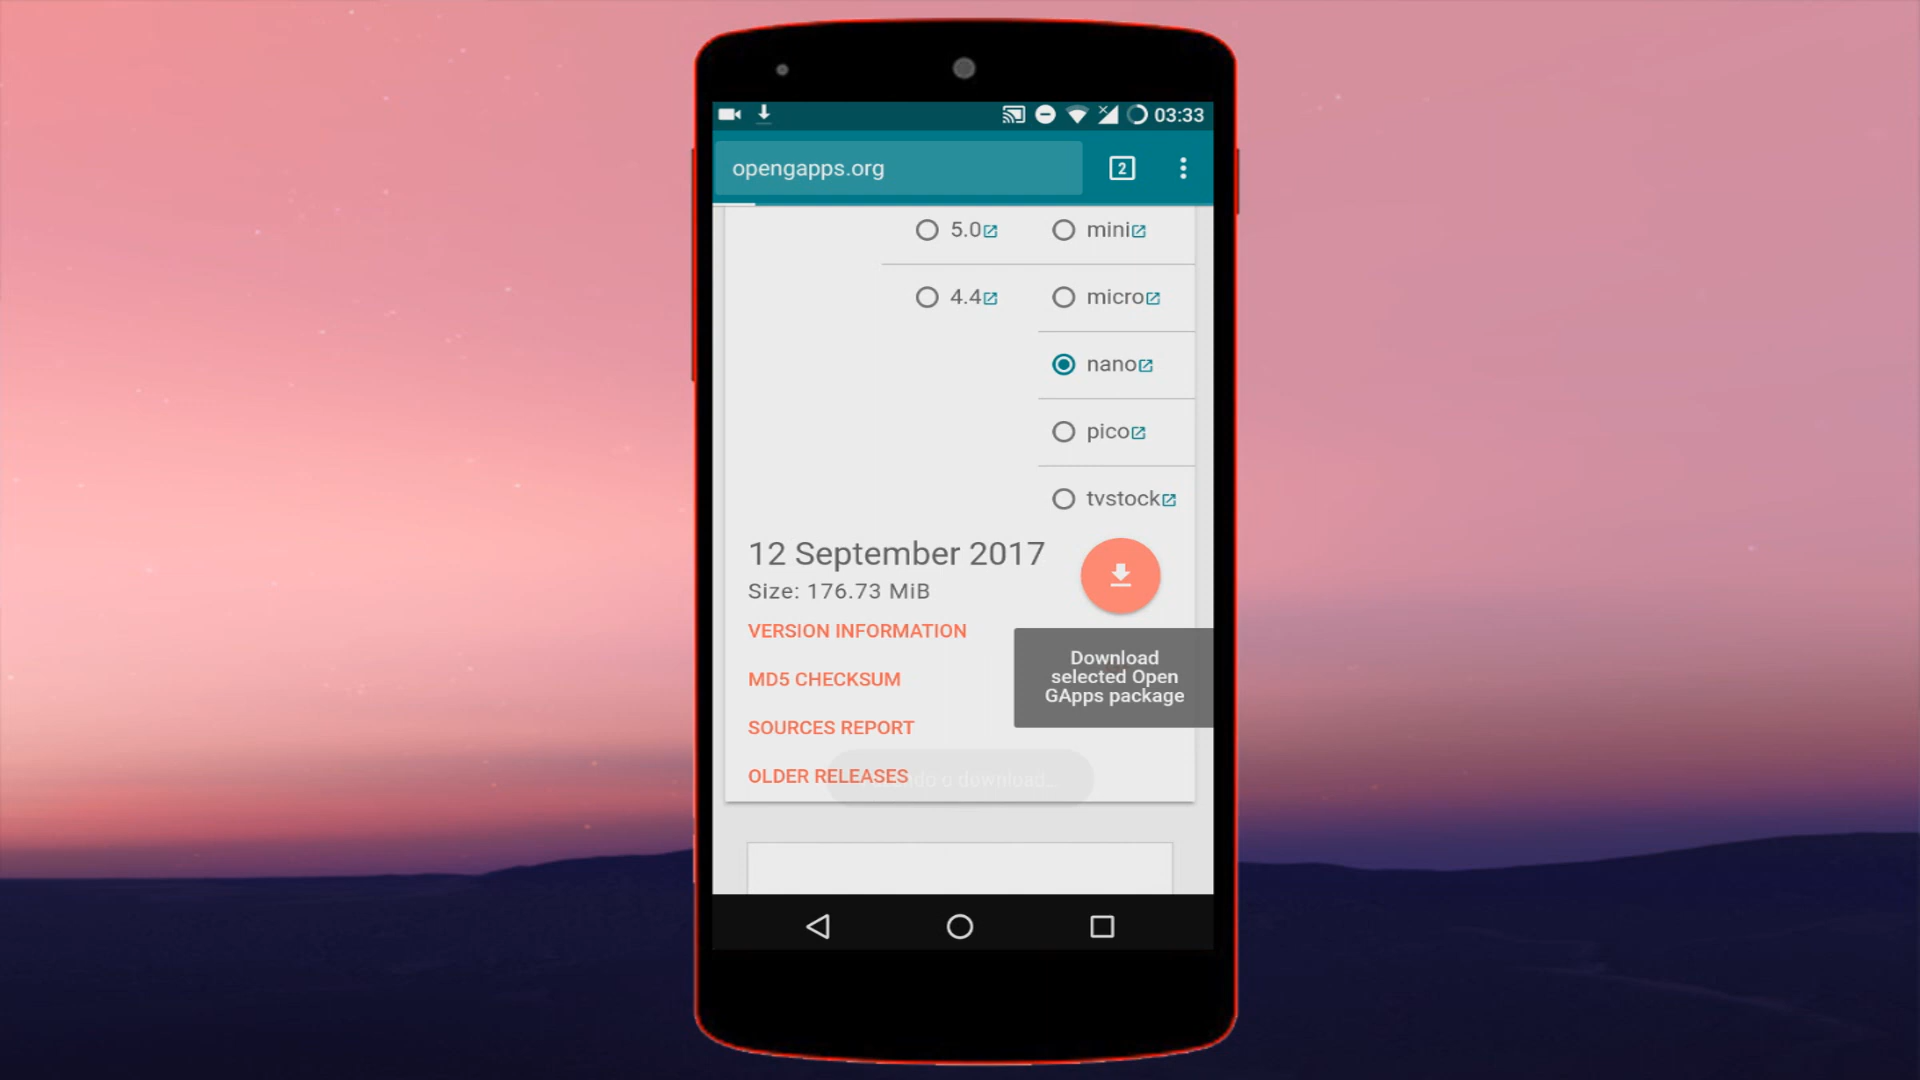 03:33
opengapps.org
2
5.0
mini
4.4
micro
nano
pico
tvstock
12 September 2017
Size: 176.73 MiB
VERSION INFORMATION
Download
selected Open
GApps package
MD5 CHECKSUM
SOURCES REPORT
OLDER RELEASES
o download...